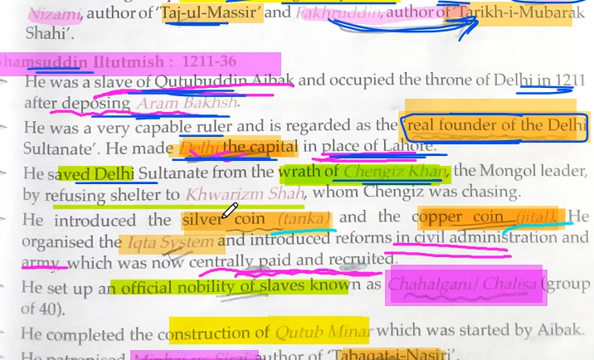 Nizami, author of 'Taj-ul-Massir' and Fakhruddin, author of 'Tarikh-i-Mubarak
Shahi'.
hamsuddin Iltutmish : 1211-36
He was a slave of Qutubuddin Aibak and occupied the throne of Delhi in 1211
after deposing Aram Bakhsh.
He was a very capable ruler and is regarded as the 'real founder of the Delhi
Sultanate'. He made Delhi the capital in place of Lahore.
He saved Delhi Sultanate from the wrath of Chengiz Khan, the Mongol leader,
by refusing shelter to Khwarizm Shah, whom Chengiz was chasing.
He introduced the silver coin (tanka) and the copper coin (jital). He
organised the Iqta System and introduced reforms in civil administration and
army, which was now centrally paid and recruited.
He set up an official nobility of slaves known as Chahalgani/Chalisa (group
of 40).
He completed the construction of Qutub Minar which was started by Aibak.
He patronised Minhaj-us-Siraj author of 'Tabaqat-i-Nasiri'.